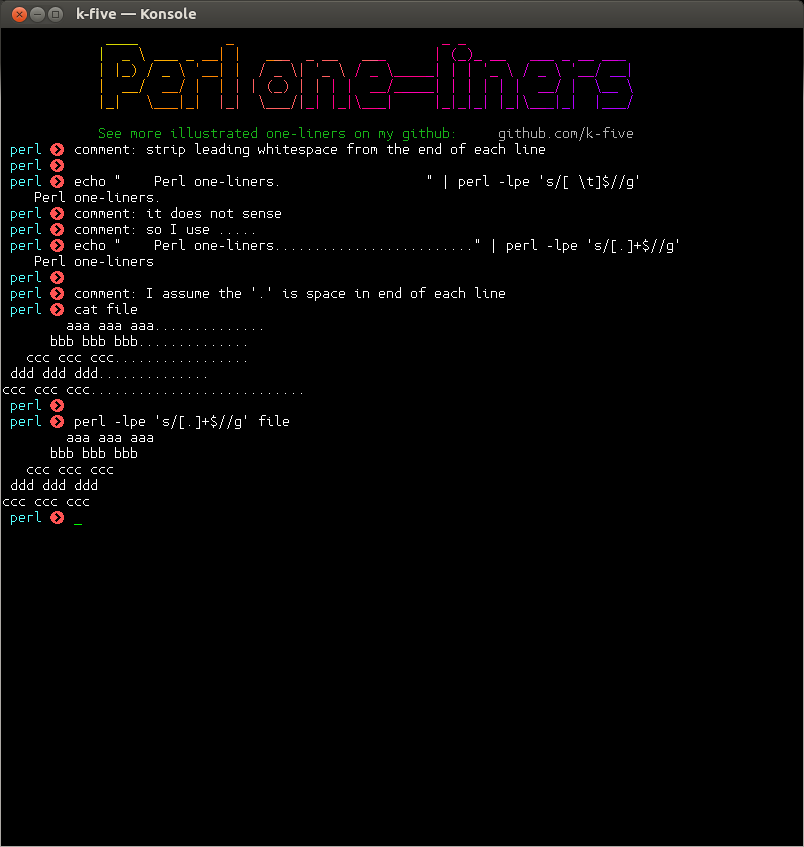 k-five — Konsole
Perl one-liners
See more illustrated one-liners on my github:     github.com/k-five
perl > comment: strip leading whitespace from the end of each line
perl >
perl > echo "    Perl one-liners.                  " | perl -lpe 's/[ \t]$//g'
    Perl one-liners.
perl > comment: it does not sense
perl > comment: so I use .....
perl > echo "    Perl one-liners........................." | perl -lpe 's/[.]+$//g'
    Perl one-liners
perl >
perl > comment: I assume the '.' is space in end of each line
perl > cat file
        aaa aaa aaa..............
      bbb bbb bbb..............
   ccc ccc ccc.................
 ddd ddd ddd..............
ccc ccc ccc...........................
perl >
perl > perl -lpe 's/[.]+$//g' file
        aaa aaa aaa
      bbb bbb bbb
   ccc ccc ccc
 ddd ddd ddd
ccc ccc ccc
perl > _